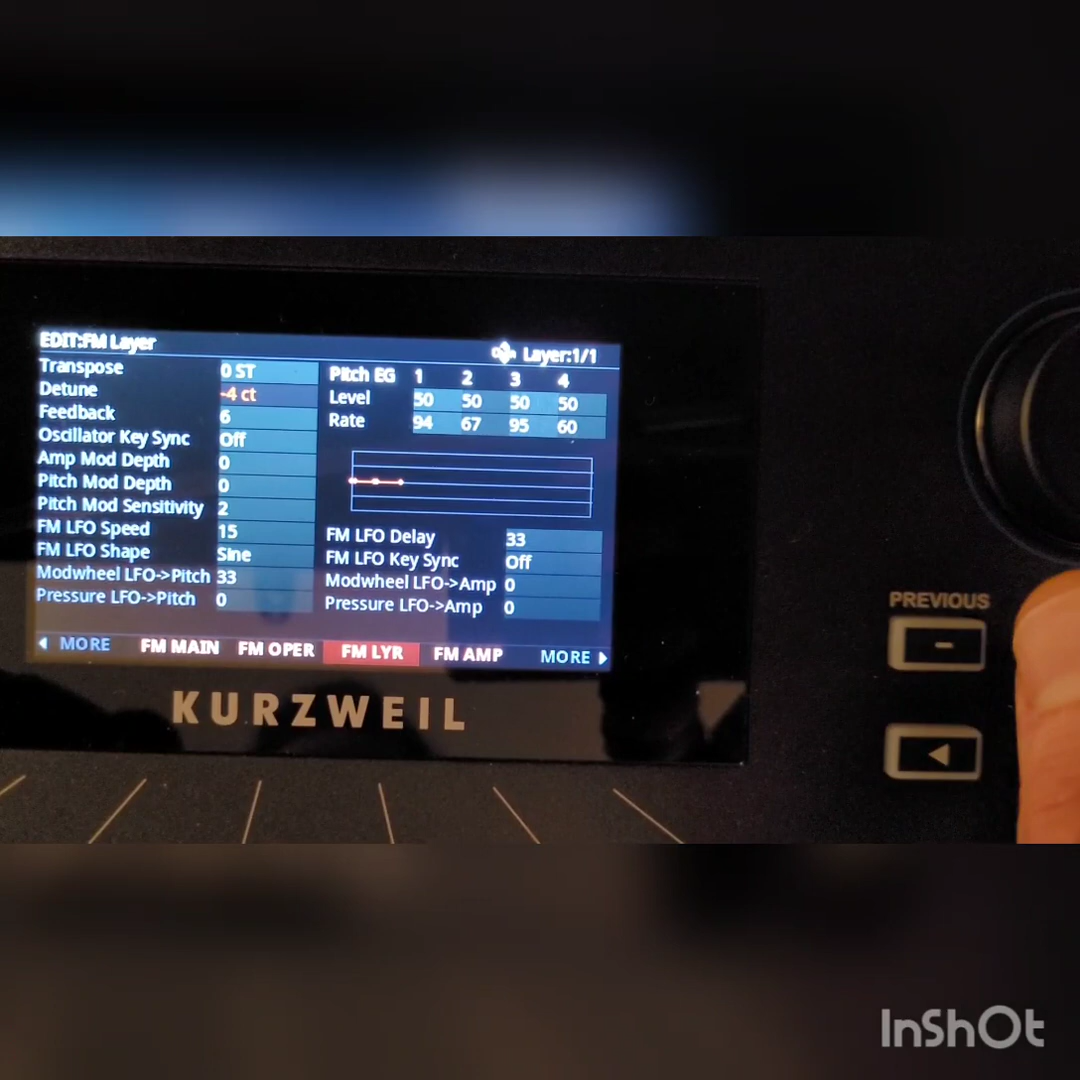 EDIT:FM Layer
Layer:1/1
Transpose 0 ST
Detune -4 ct
Feedback 6
Oscillator Key Sync Off
Amp Mod Depth 0
Pitch Mod Depth 0
Pitch Mod Sensitivity 2
FM LFO Speed 15
FM LFO Shape Sine
Modwheel LFO->Pitch 33
Pressure LFO->Pitch 0
Pitch EG 1 2 3 4
Level 50 50 50 50
Rate 94 67 95 60
FM LFO Delay 33
FM LFO Key Sync Off
Modwheel LFO->Amp 0
Pressure LFO->Amp 0
MORE FM MAIN FM OPER FM LYR FM AMP MORE
KURZWEIL
PREVIOUS
-
InShOt